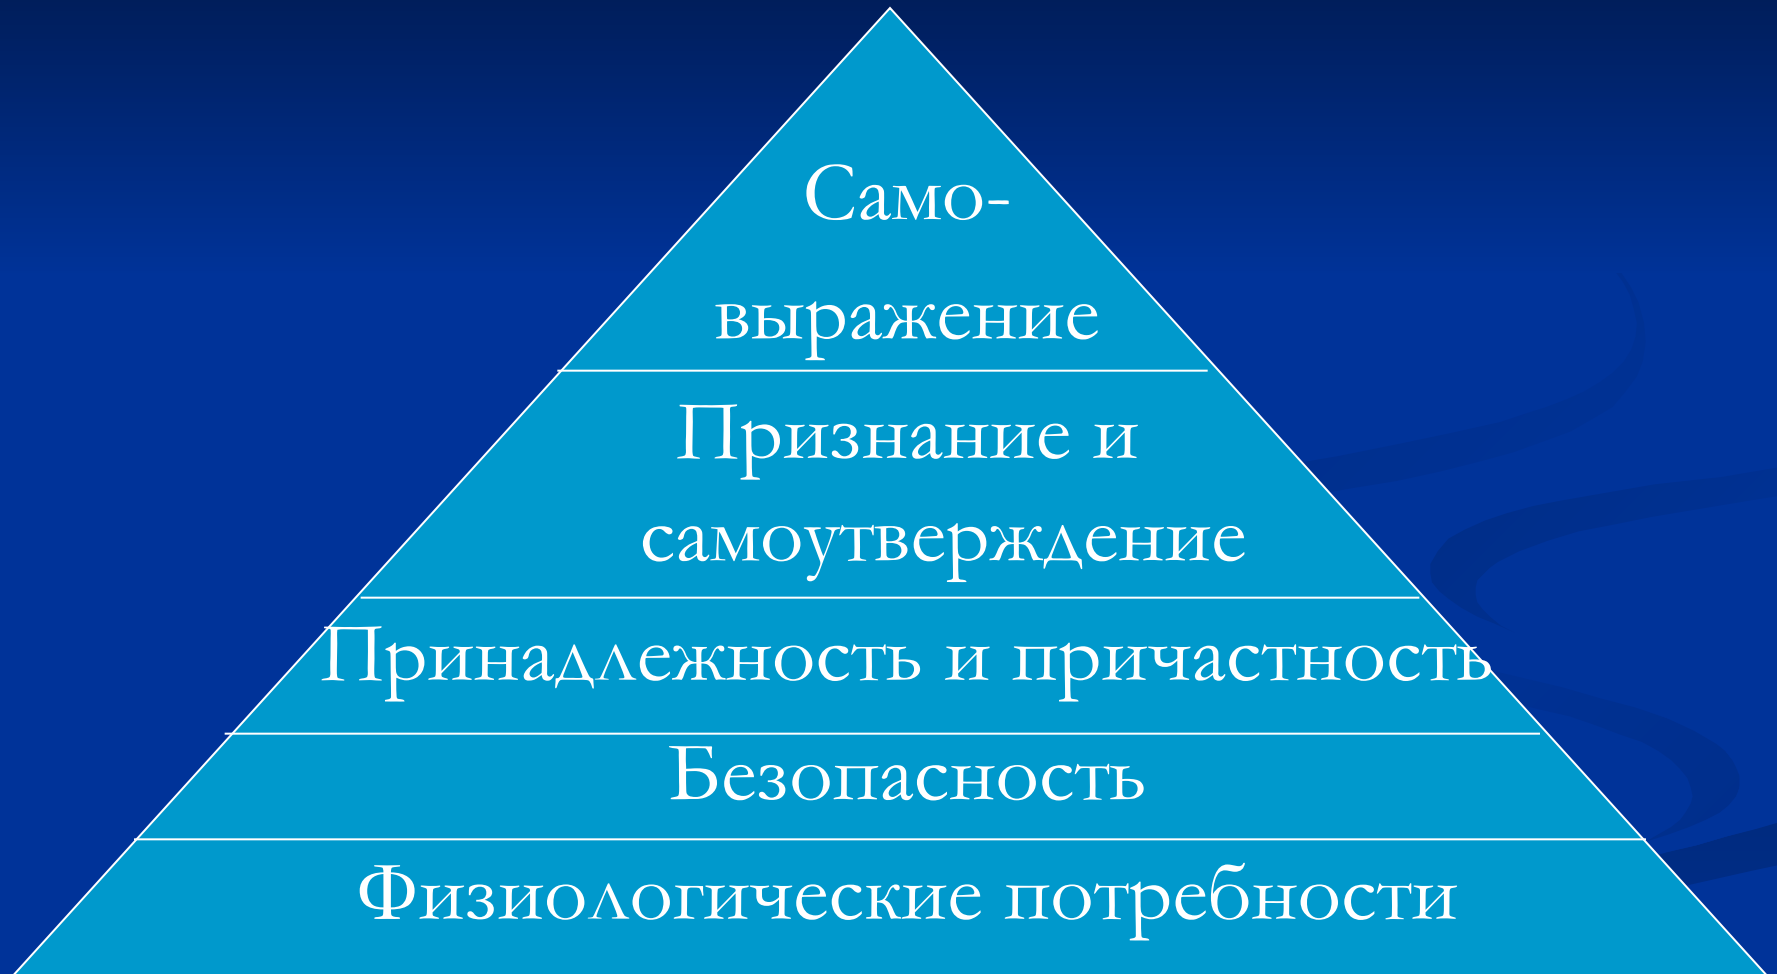 Само-
выражение
Признание и
самоутверждение
Принадлежность и причастность
Безопасность
Физиологические потребности